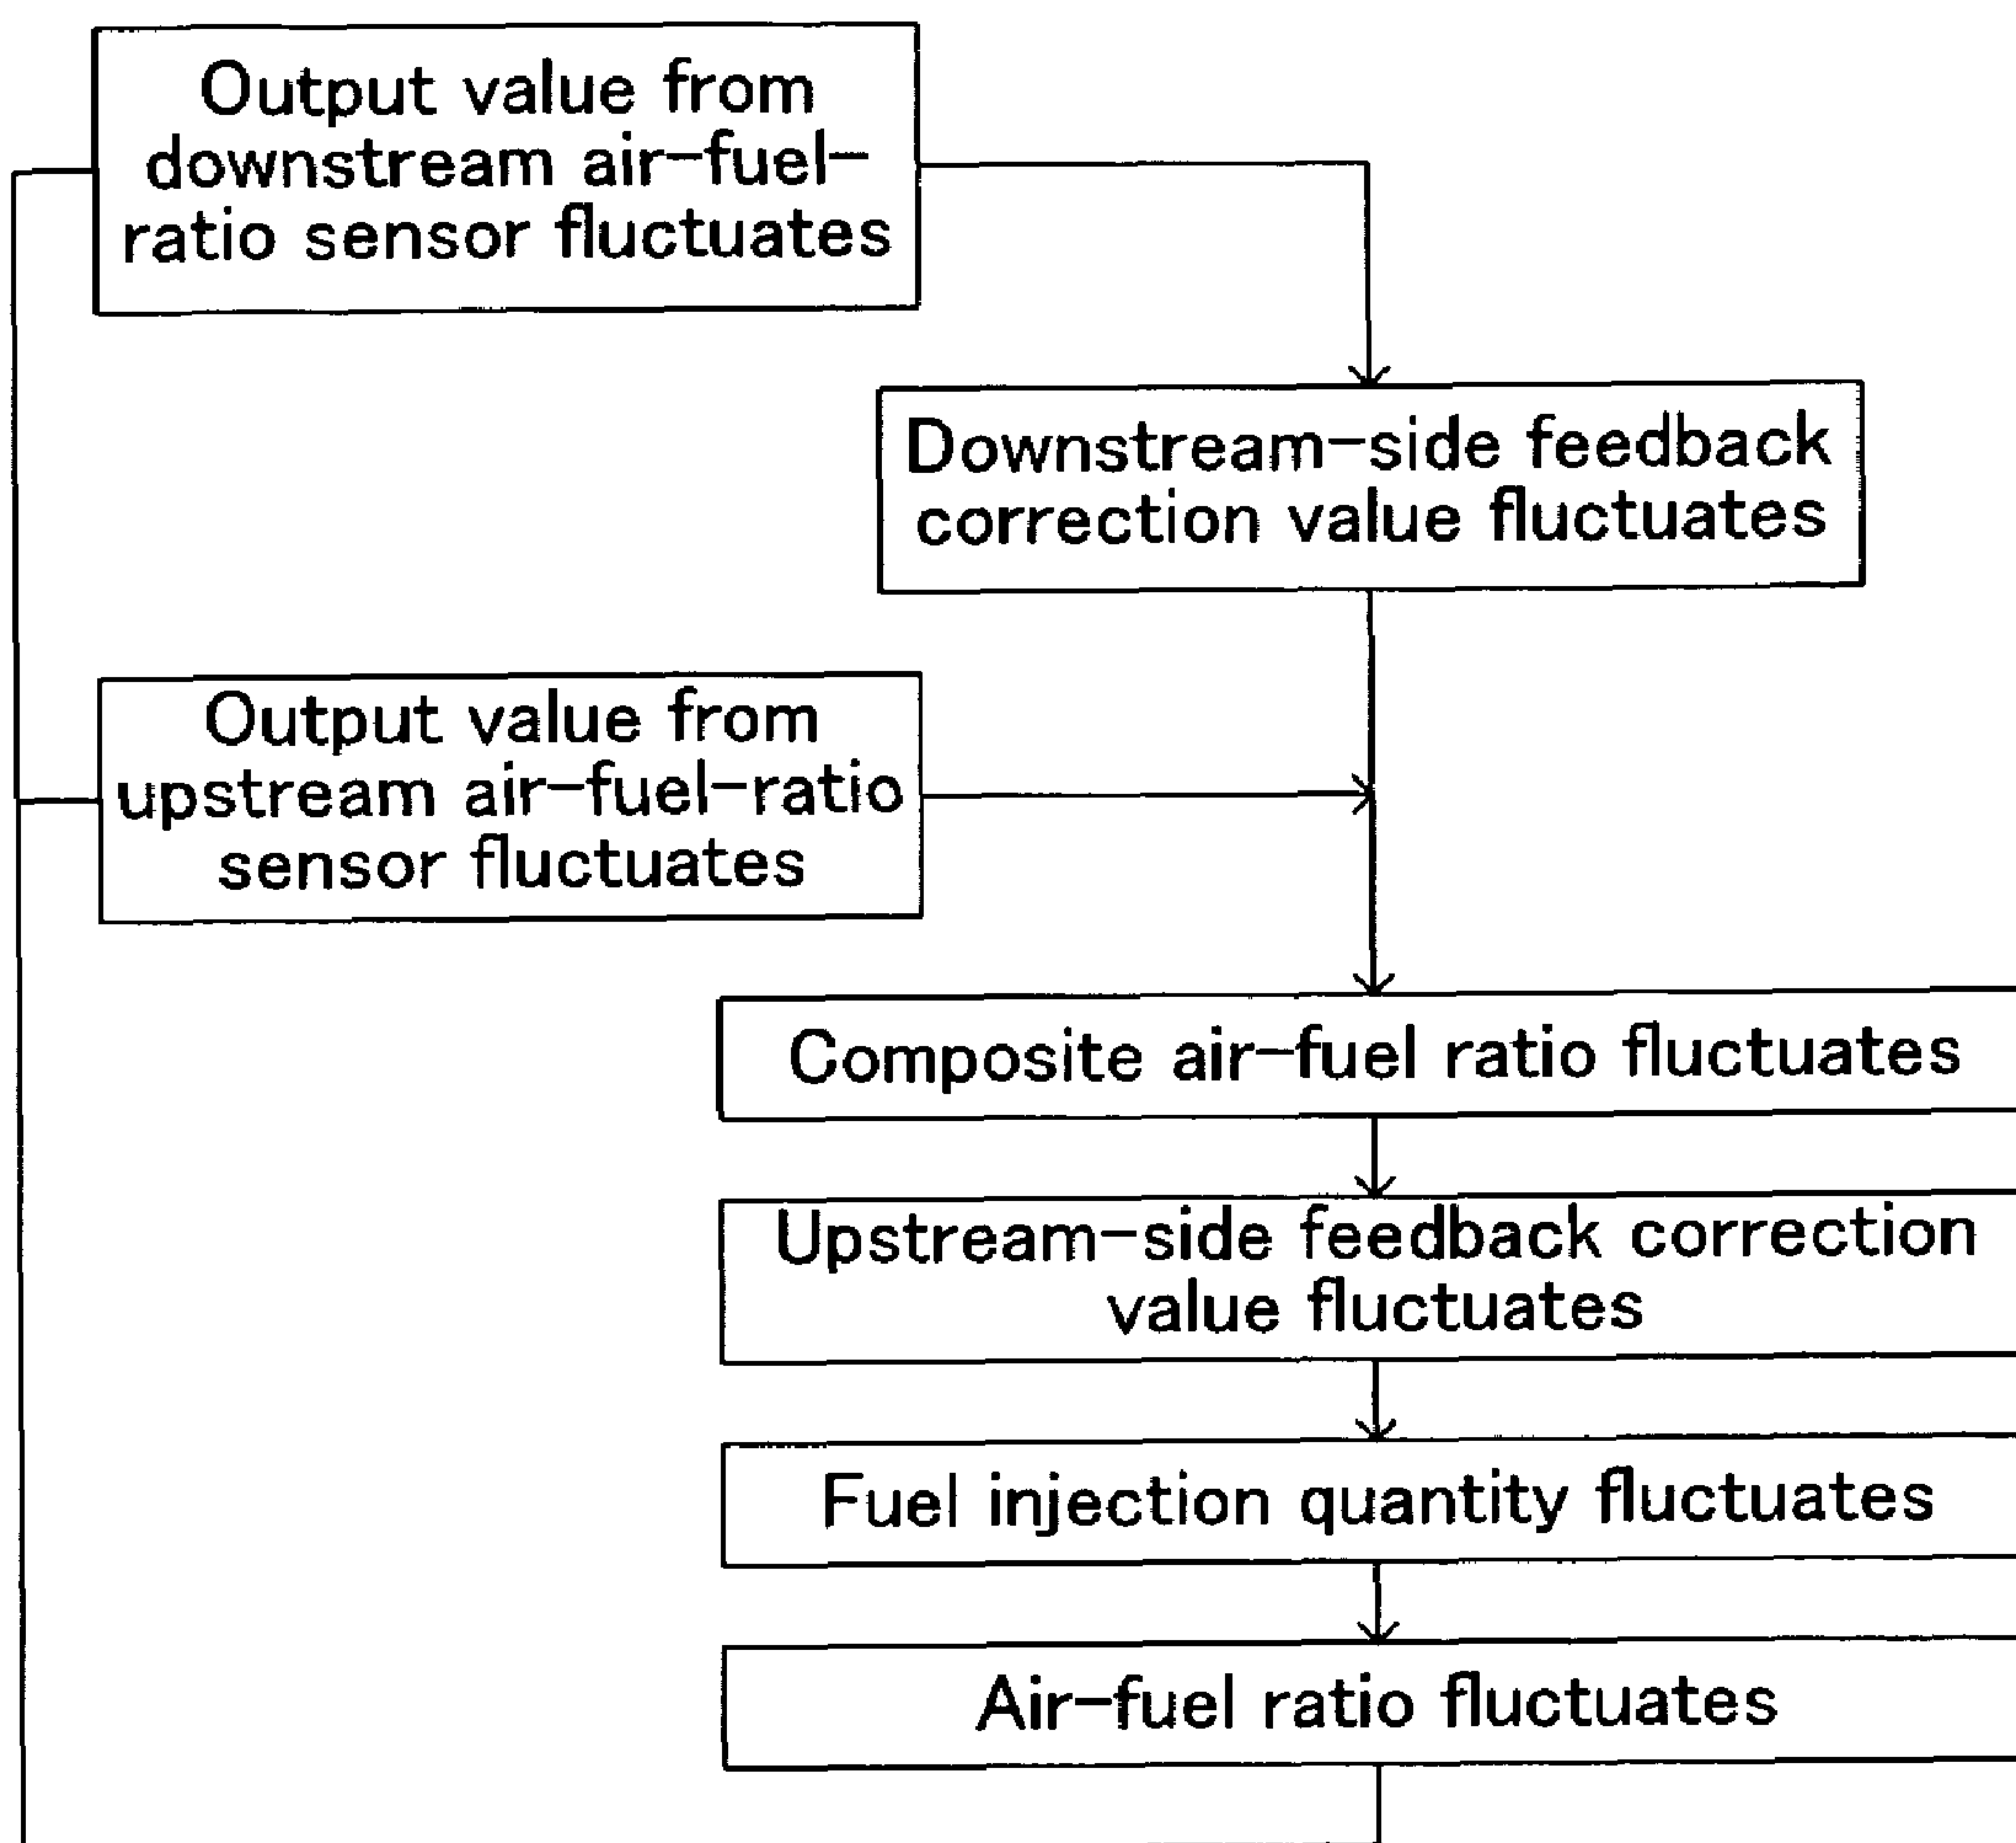 Output value from
downstream air-fuel-
ratio sensor fluctuates
Downstream-side feedback
correction value fluctuates
Output value from
upstream air-fuel-ratio
sensor fluctuates
Composite air-fuel ratio fluctuates
Upstream-side feedback correction
value fluctuates
Fuel injection quantity fluctuates
Air-fuel ratio fluctuates